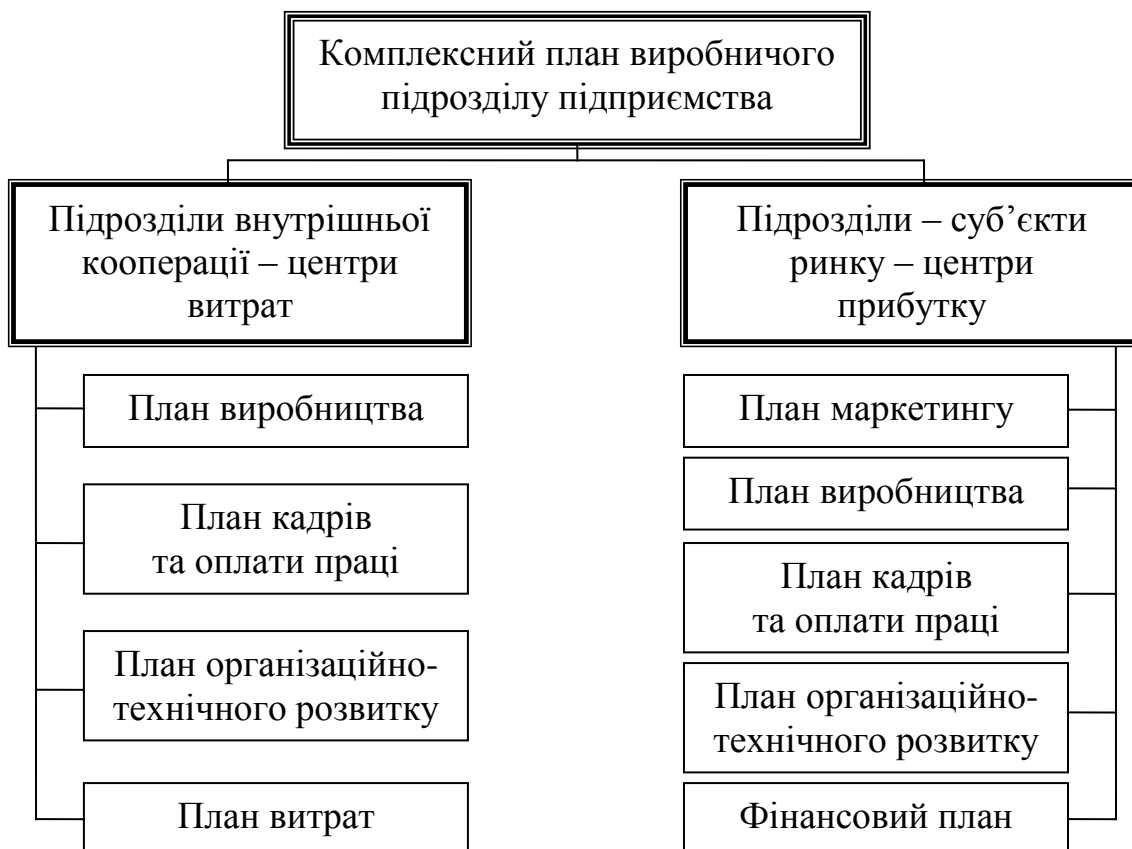 Комплексний план виробничого
підрозділу підприємства
Підрозділи внутрішньої
кооперації – центри
витрат
План виробництва
План кадрів
та оплати праці
План організаційно-
технічного розвитку
План витрат
Підрозділи – суб’єкти
ринку – центри
прибутку
План маркетингу
План виробництва
План кадрів
та оплати праці
План організаційно-
технічного розвитку
Фінансовий план